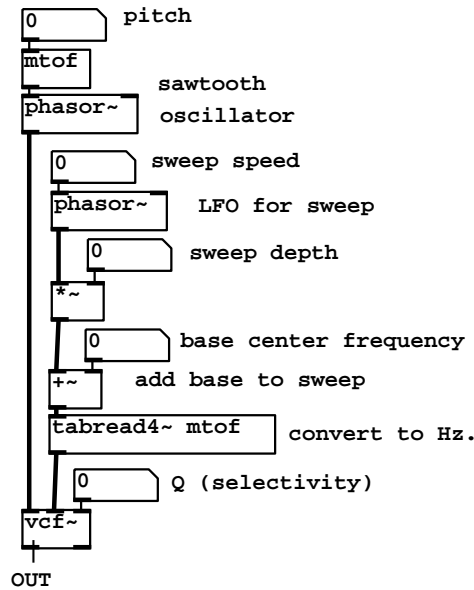 0 pitch
mtof
sawtooth
phasor~ oscillator
0 sweep speed
phasor~ LFO for sweep
0 sweep depth
*~
0 base center frequency
+~ add base to sweep
tabread4~ mtof convert to Hz.
0 Q (selectivity)
vcf~
OUT